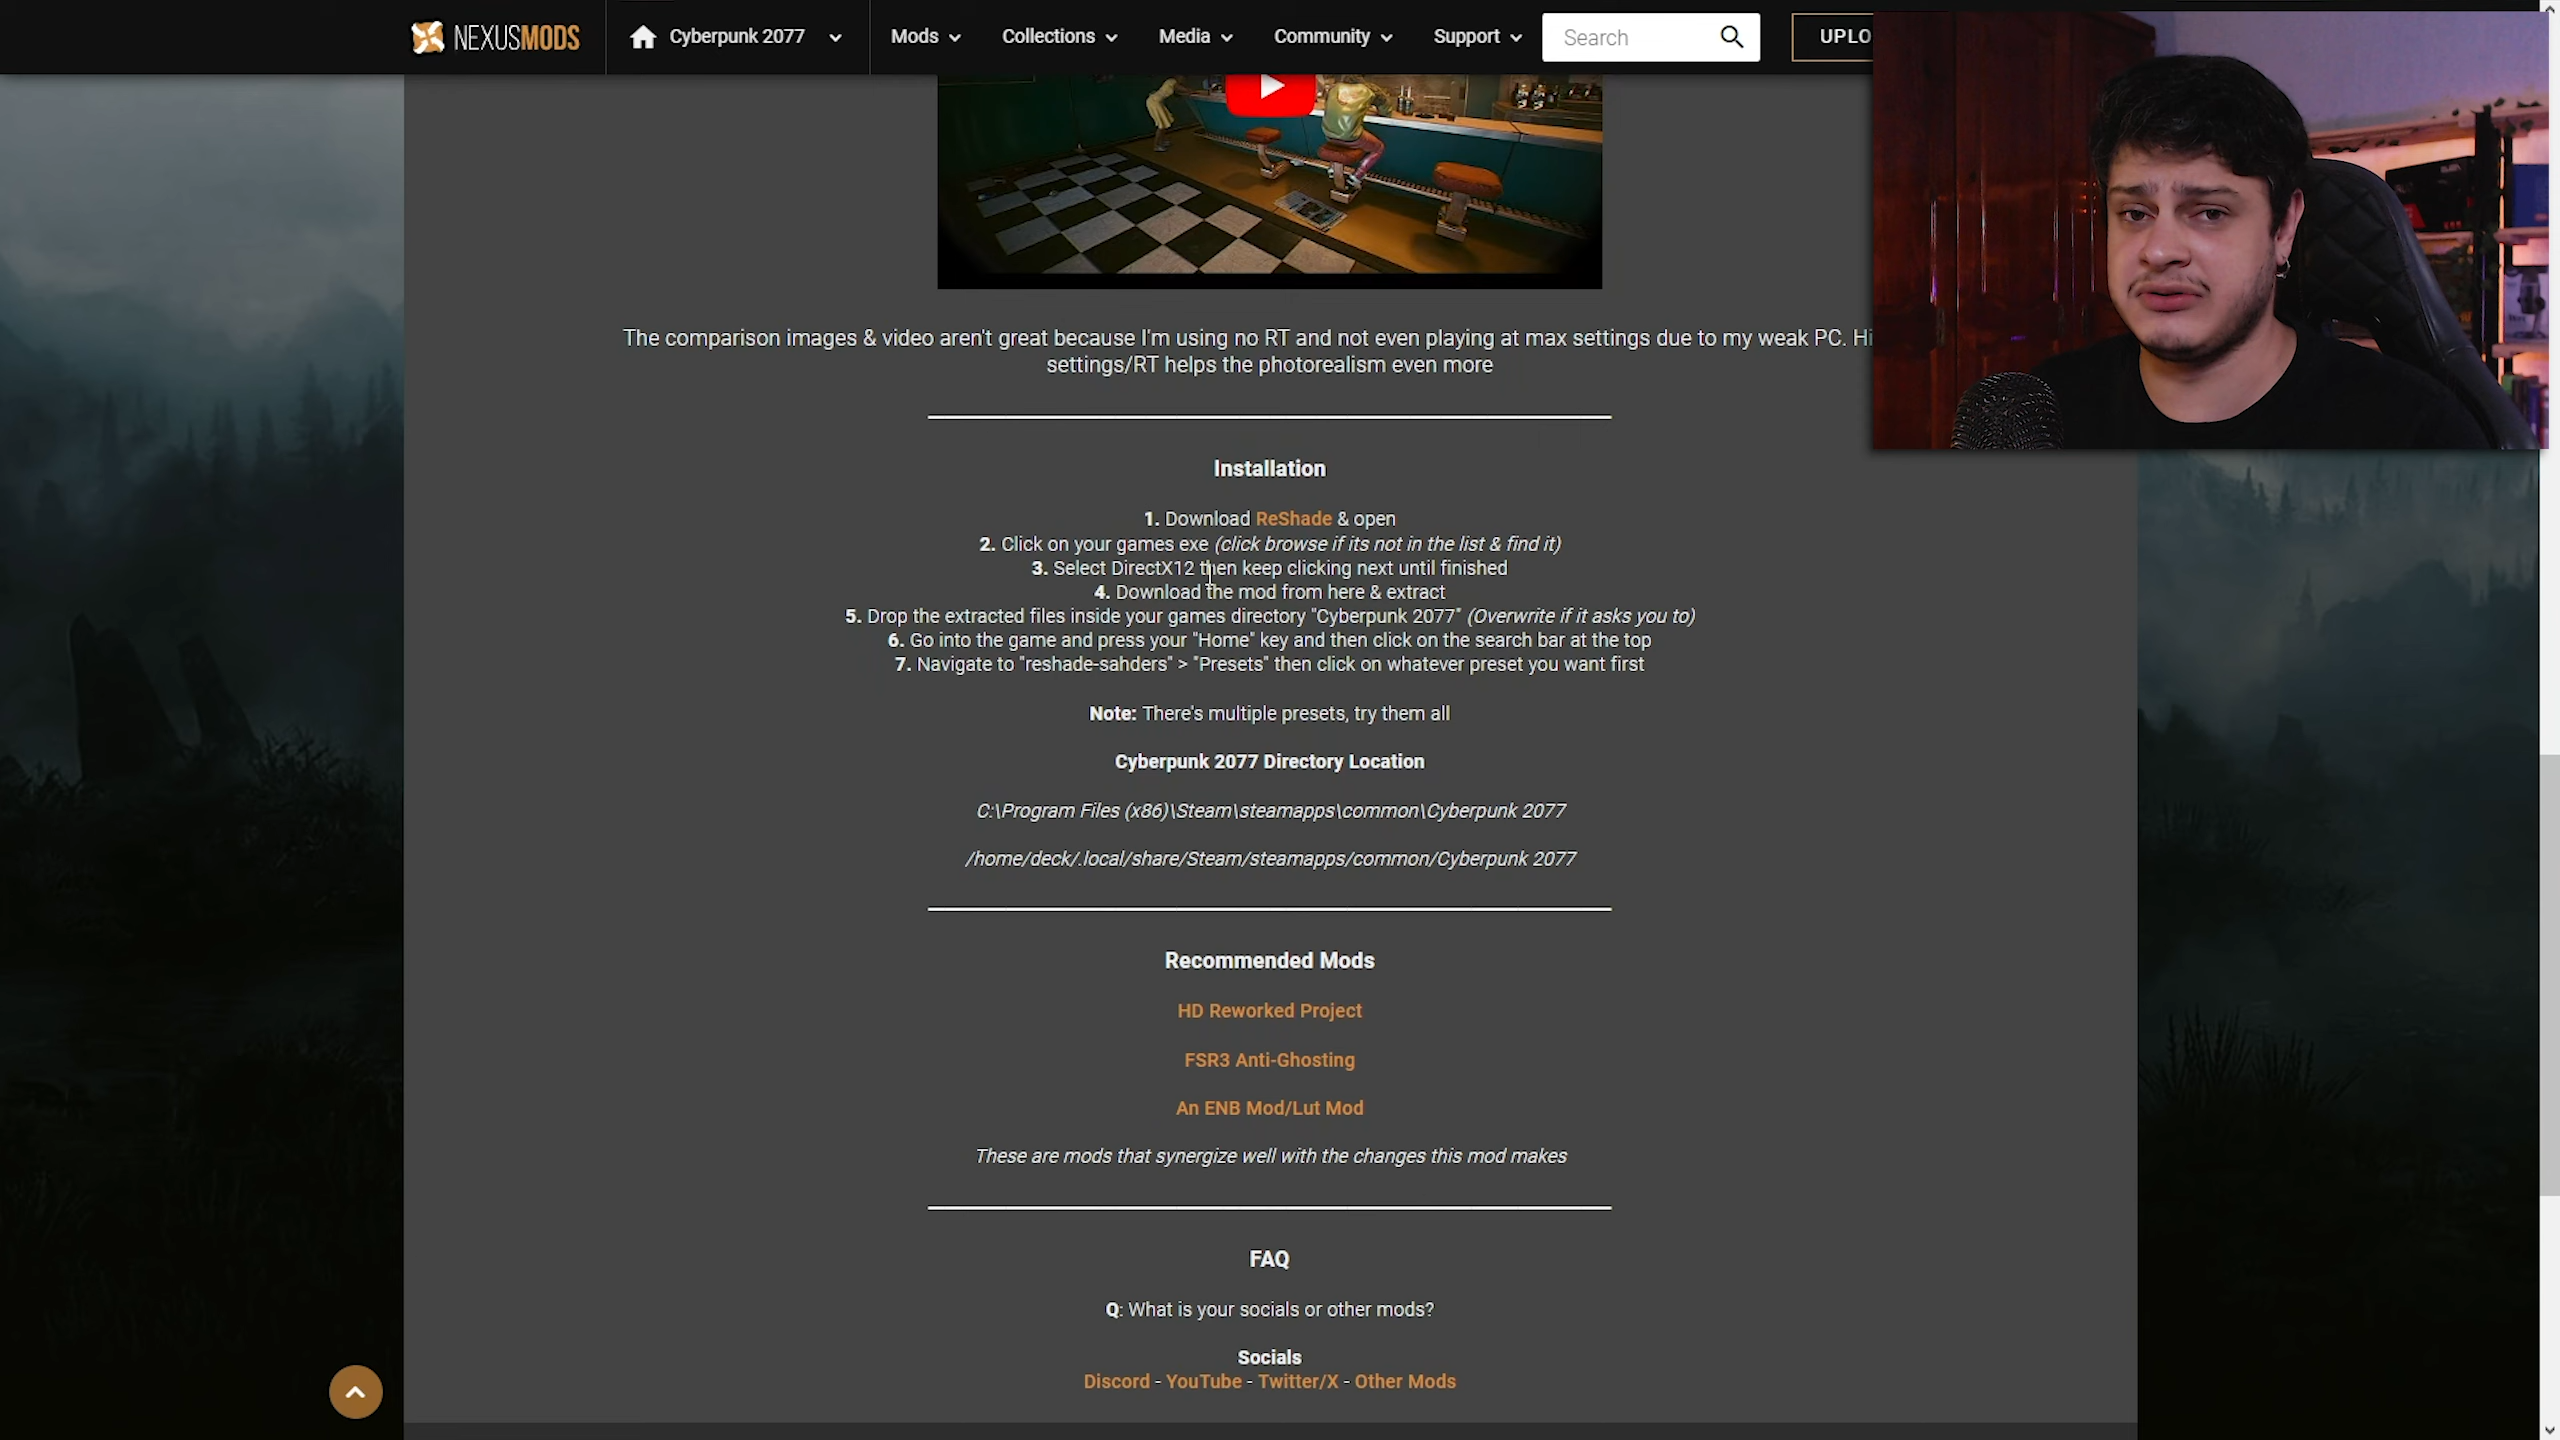 NEXUSMODS
Cyberpunk 2077
Mods
Collections
Media
Community
Support
Search
UPLO
The comparison images & video aren't great because I'm using no RT and not even playing at max settings due to my weak PC. Hi
settings/RT helps the photorealism even more
Installation
1. Download ReShade & open
2. Click on your games exe (click browse if its not in the list & find it)
3. Select DirectX12 then keep clicking next until finished
4. Download the mod from here & extract
5. Drop the extracted files inside your games directory "Cyberpunk 2077" (Overwrite if it asks you to)
6. Go into the game and press your "Home" key and then click on the search bar at the top
7. Navigate to "reshade-sahders" > "Presets" then click on whatever preset you want first
Note: There's multiple presets, try them all
Cyberpunk 2077 Directory Location
C:\Program Files (x86)\Steam\steamapps\common\Cyberpunk 2077
/home/deck/.local/share/Steam/steamapps/common/Cyberpunk 2077
Recommended Mods
HD Reworked Project
FSR3 Anti-Ghosting
An ENB Mod/Lut Mod
These are mods that synergize well with the changes this mod makes
FAQ
Q: What is your socials or other mods?
Socials
Discord - YouTube - Twitter/X - Other Mods